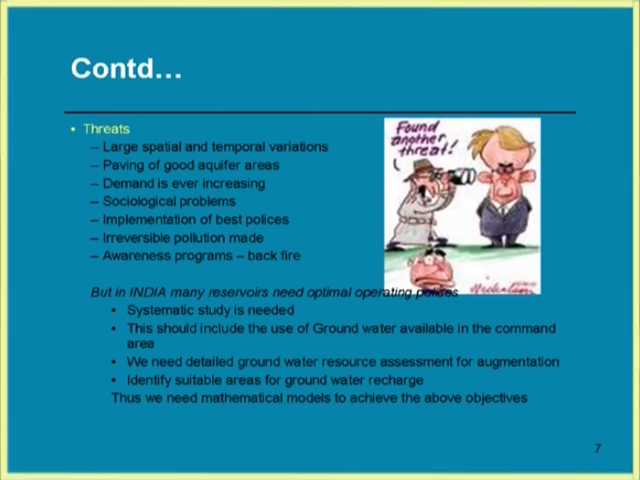 Contd...
• Threats
– Large spatial and temporal variations
– Paving of good aquifer areas
– Demand is ever increasing
– Sociological problems
– Implementation of best polices
– Irreversible pollution made
– Awareness programs – back fire
Found
another
threat!
Nicholson
But in INDIA many reservoirs need optimal operating polices
• Systematic study is needed
• This should include the use of Ground water available in the command
area
• We need detailed ground water resource assessment for augmentation
• Identify suitable areas for ground water recharge
Thus we need mathematical models to achieve the above objectives
7